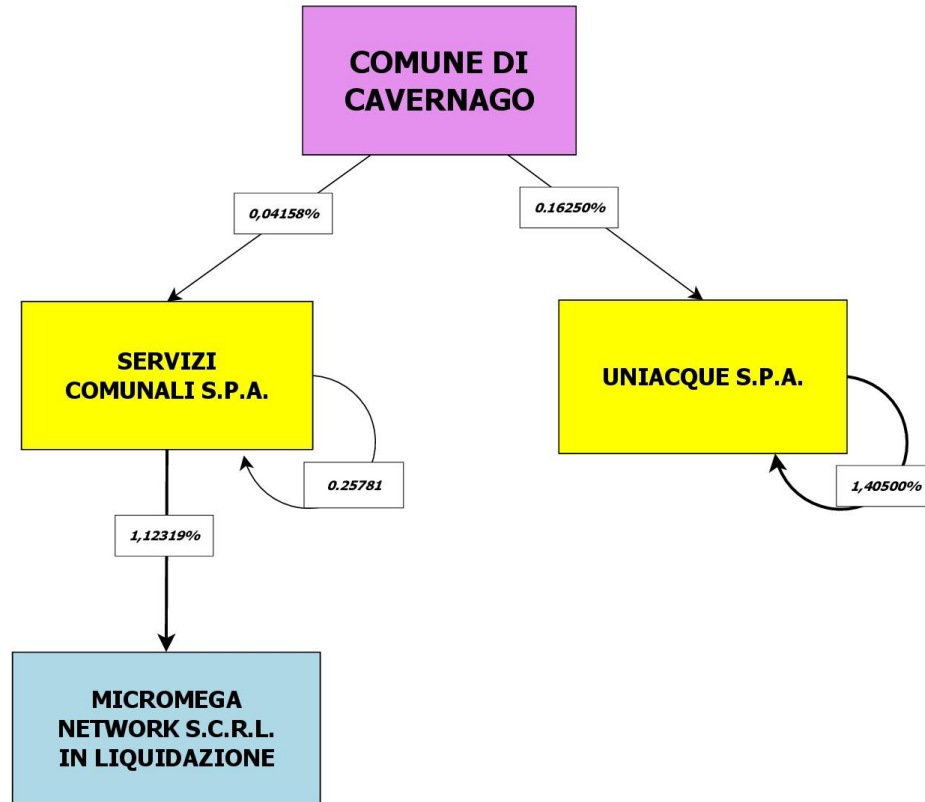 COMUNE DI
CAVERNAGO
0,04158%
0.16250%
SERVIZI
COMUNALI S.P.A.
UNIACQUE S.P.A.
0.25781
1,40500%
1,12319%
MICROMEGA
NETWORK S.C.R.L.
IN LIQUIDAZIONE